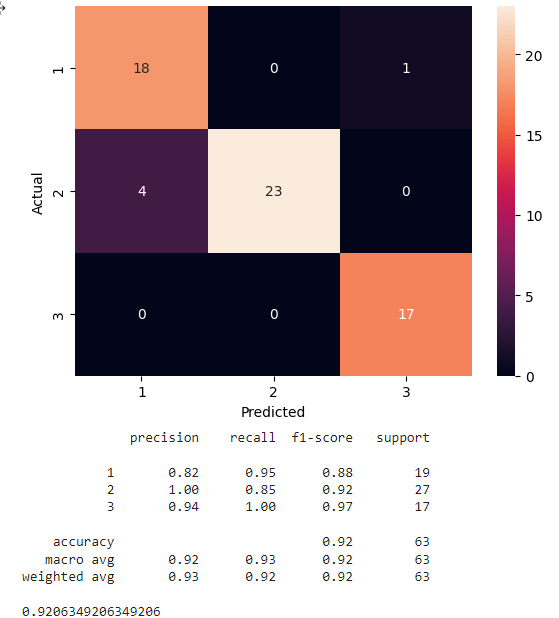 1 18 0 1
Actual 2 4 23 0
3 0 0 17
1 2 3
Predicted
20
15
10
5
0
precision recall f1-score support
1 0.82 0.95 0.88 19
2 1.00 0.85 0.92 27
3 0.94 1.00 0.97 17
accuracy 0.92 63
macro avg 0.92 0.93 0.92 63
weighted avg 0.93 0.92 0.92 63
0.9206349206349206